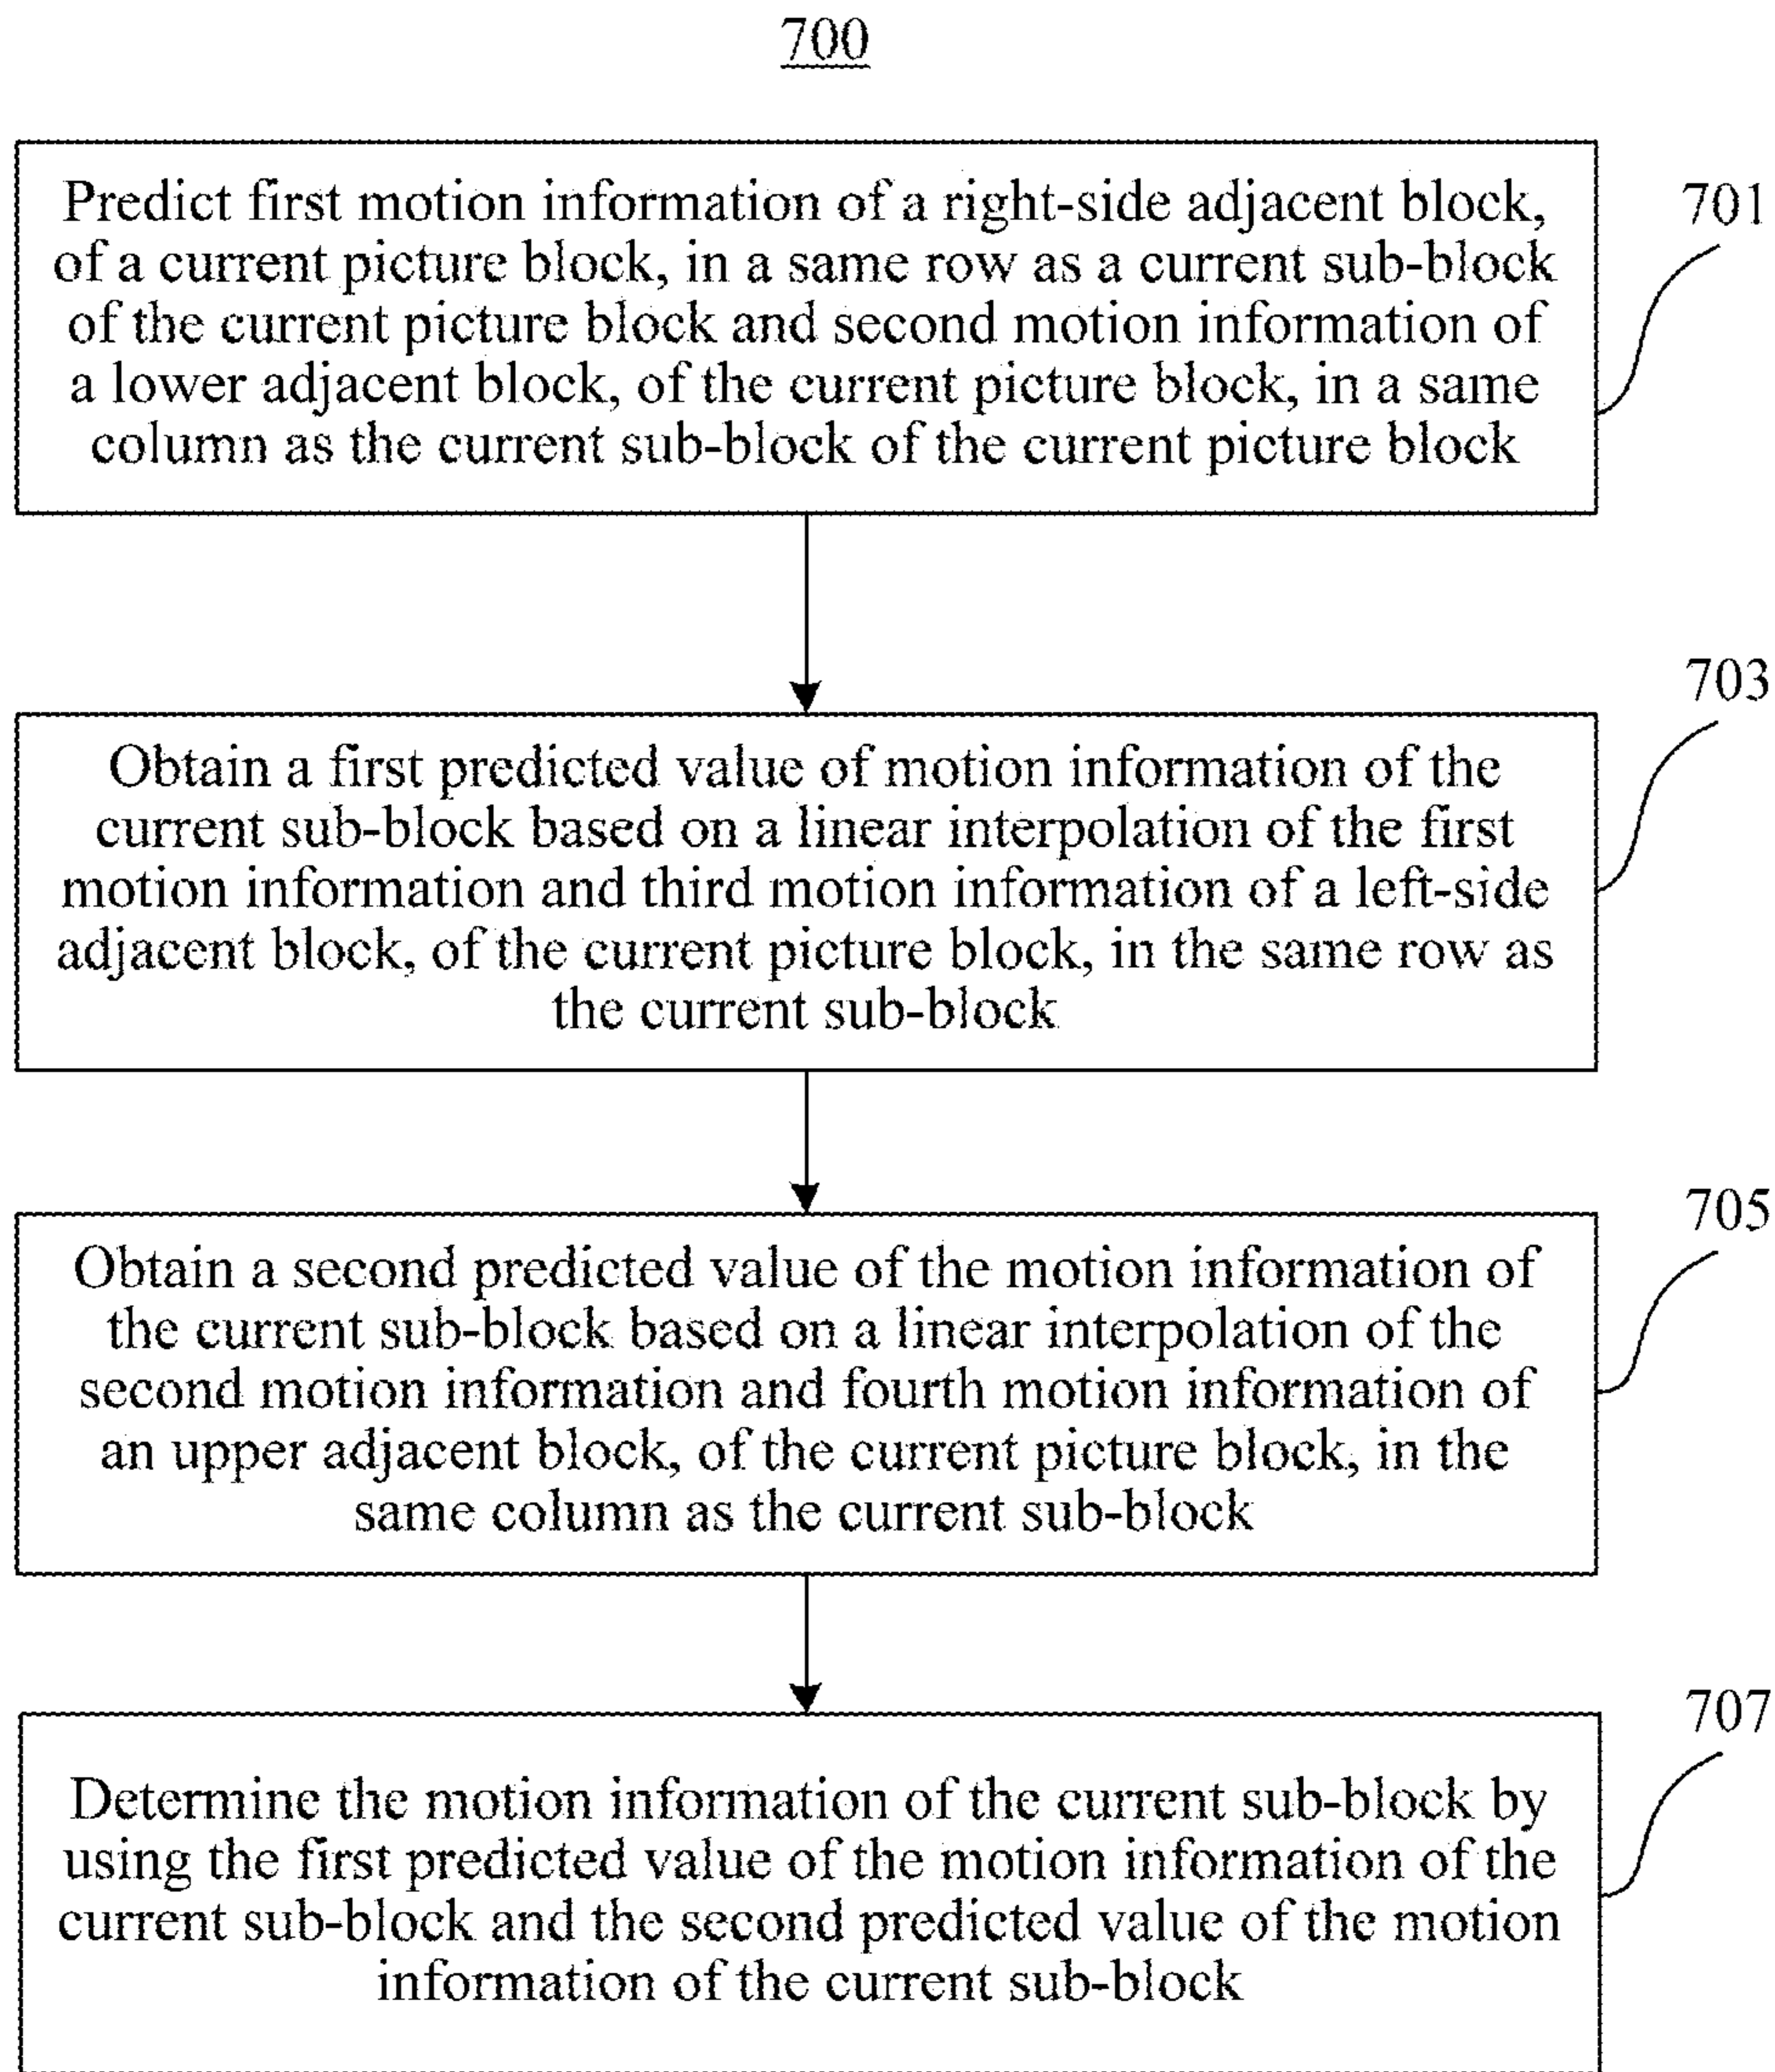 700
Predict first motion information of a right-side adjacent block,
of a current picture block, in a same row as a current sub-block
of the current picture block and second motion information of
a lower adjacent block, of the current picture block, in a same
column as the current sub-block of the current picture block
701
Obtain a first predicted value of motion information of the
current sub-block based on a linear interpolation of the first
motion information and third motion information of a left-side
adjacent block, of the current picture block, in the same row as
the current sub-block
703
Obtain a second predicted value of the motion information of
the current sub-block based on a linear interpolation of the
second motion information and fourth motion information of
an upper adjacent block, of the current picture block, in the
same column as the current sub-block
705
Determine the motion information of the current sub-block by
using the first predicted value of the motion information of the
current sub-block and the second predicted value of the motion
information of the current sub-block
707